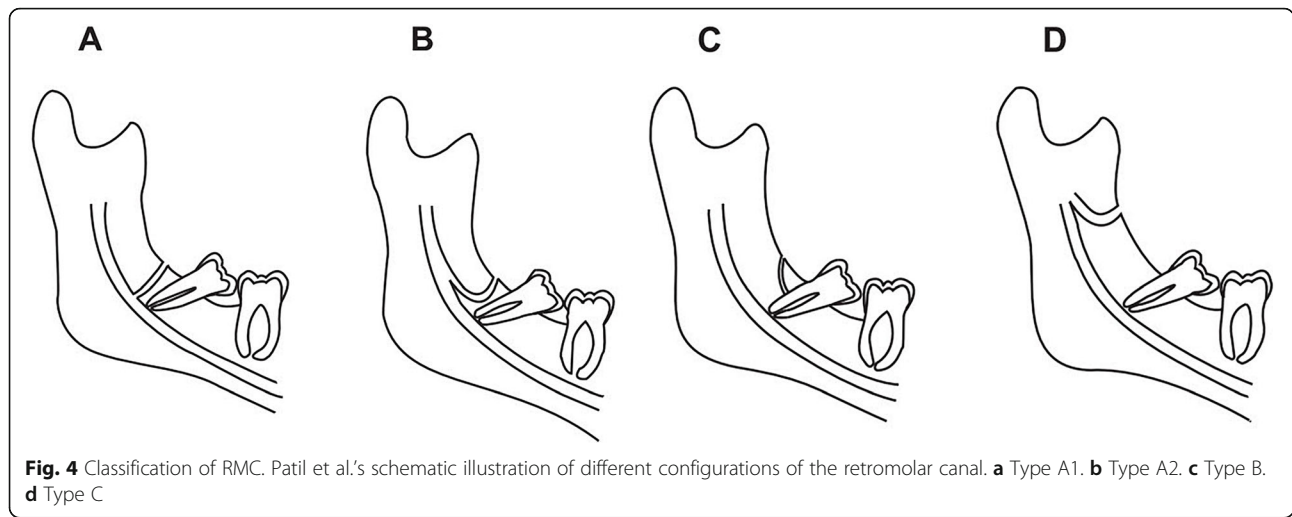 A B C D
Fig. 4 Classification of RMC. Patil et al.’s schematic illustration of different configurations of the retromolar canal. a Type A1. b Type A2. c Type B.
d Type C